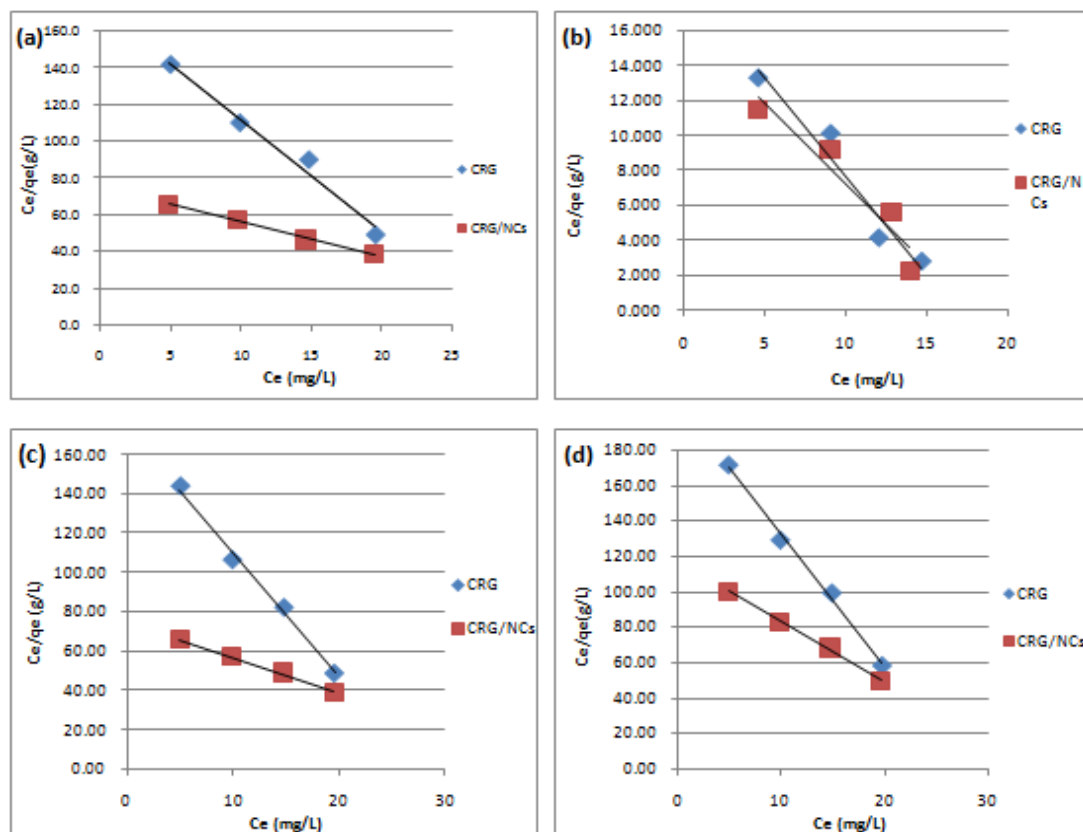 (a)
Ce/qe(g/L)
160.0
140.0
120.0
100.0
80.0
60.0
40.0
20.0
0.0
0 5 10 15 20 25
Ce (mg/L)
CRG
CRG/NCs
(b)
Ce/qe (g/L)
16.000
14.000
12.000
10.000
8.000
6.000
4.000
2.000
0.000
0 5 10 15 20
Ce (mg/L)
CRG
CRG/N
Cs
(c)
Ce/qe(g/L)
160.00
140.00
120.00
100.00
80.00
60.00
40.00
20.00
0.00
0 10 20 30
Ce (mg/L)
CRG
CRG/NCs
(d)
Ce/qe(g/L)
180.00
160.00
140.00
120.00
100.00
80.00
60.00
40.00
20.00
0.00
0 10 20 30
Ce (mg/L)
CRG
CRG/NCs